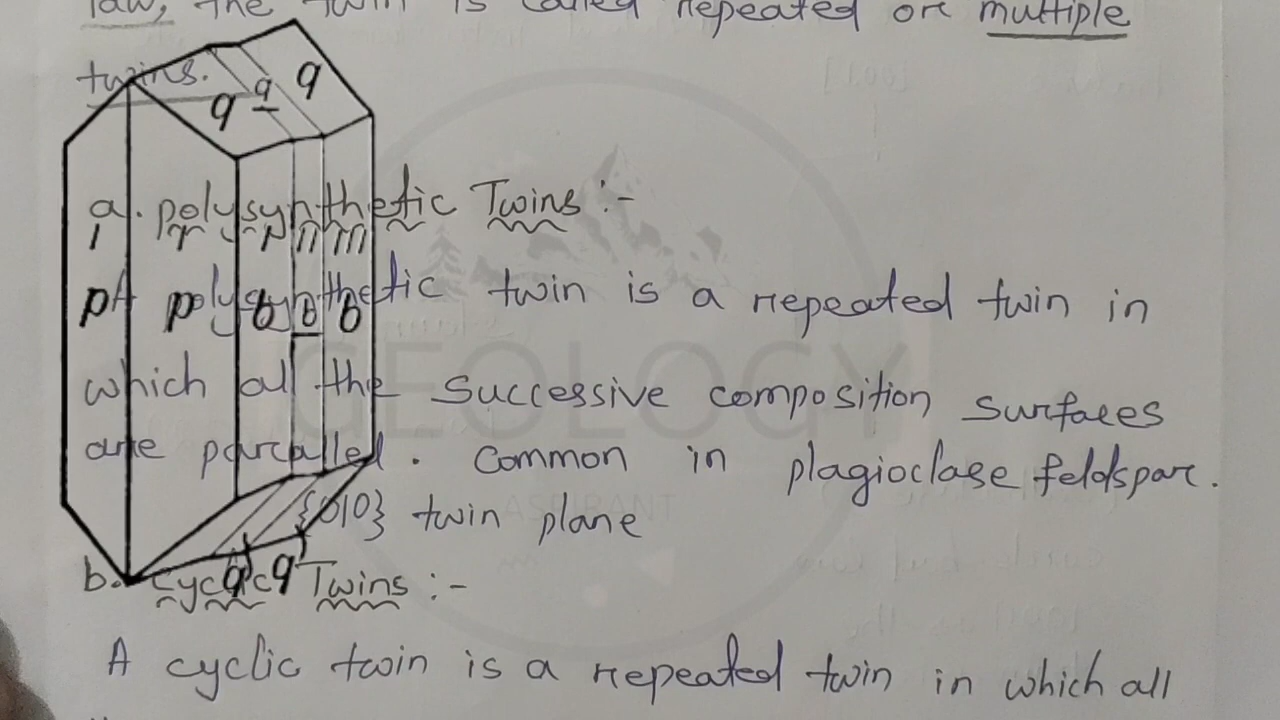 law, the twin is called repeated or multiple
twins.
q q q
a. polysynthetic Twins :-
m m
A polysynthetic twin is a repeated twin in
p b b b
which all the successive composition surfaces
are parallel. Common in plagioclase feldspar.
{010} twin plane
b. Cyclic Twins :-
q q
A cyclic twin is a repeated twin in which all
GEOLOGY
ASPIRANT